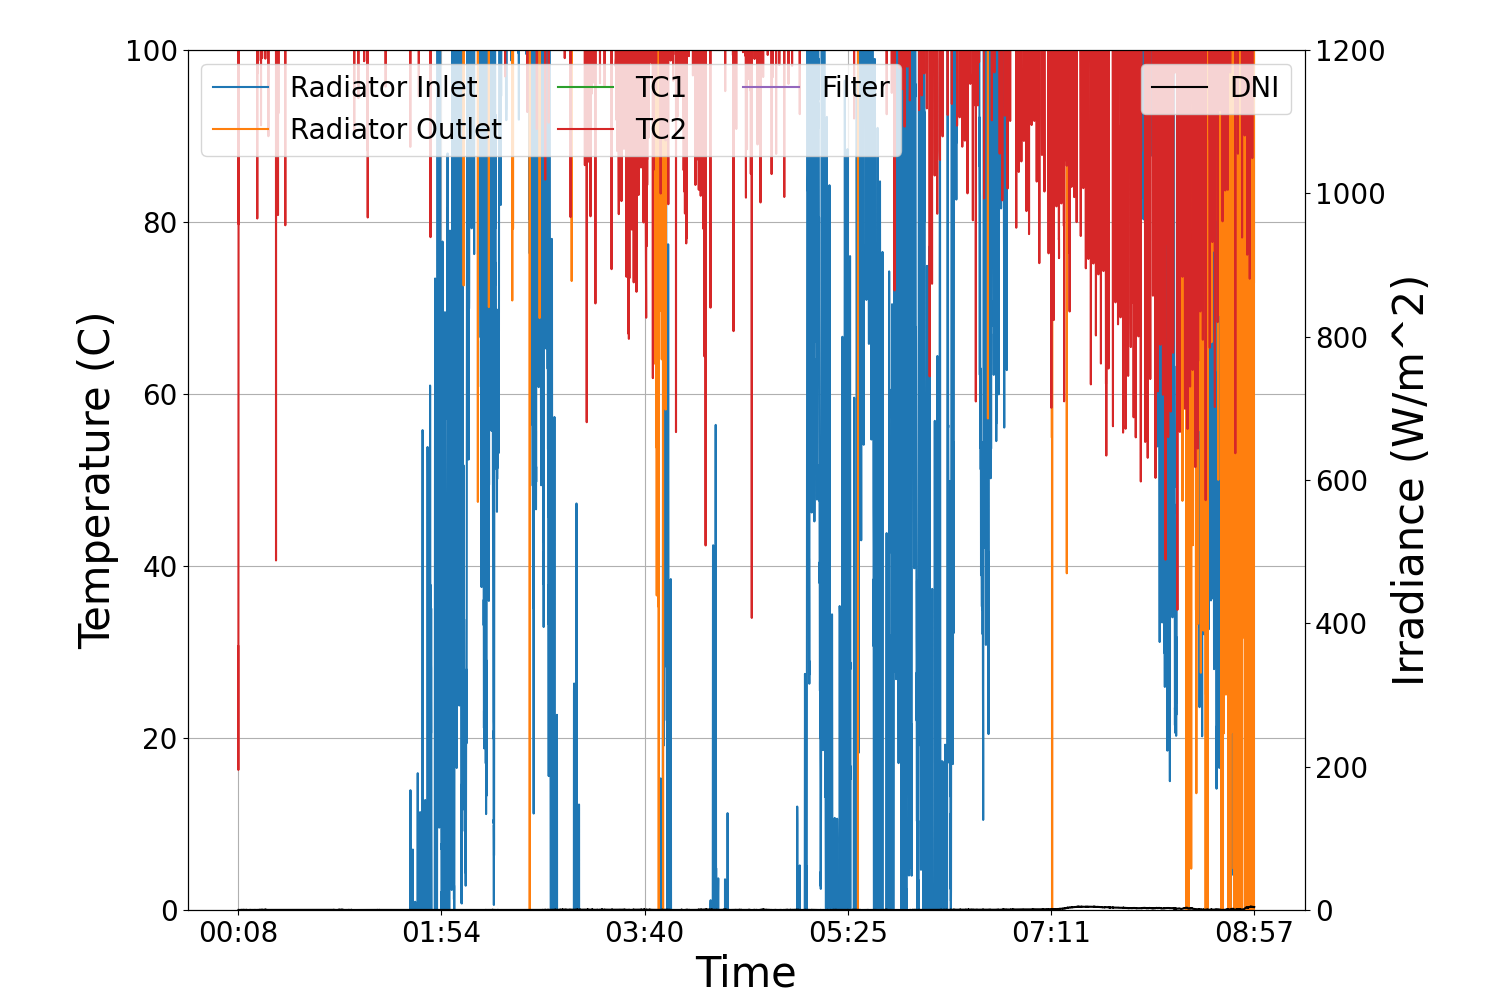 100
80
60
40
20
0
Temperature (C)
Radiator Inlet
Radiator Outlet
TC1
TC2
Filter
DNI
1200
1000
800
600
400
200
0
Irradiance (W/m^2)
00:08 01:54 03:40 05:25 07:11 08:57
Time